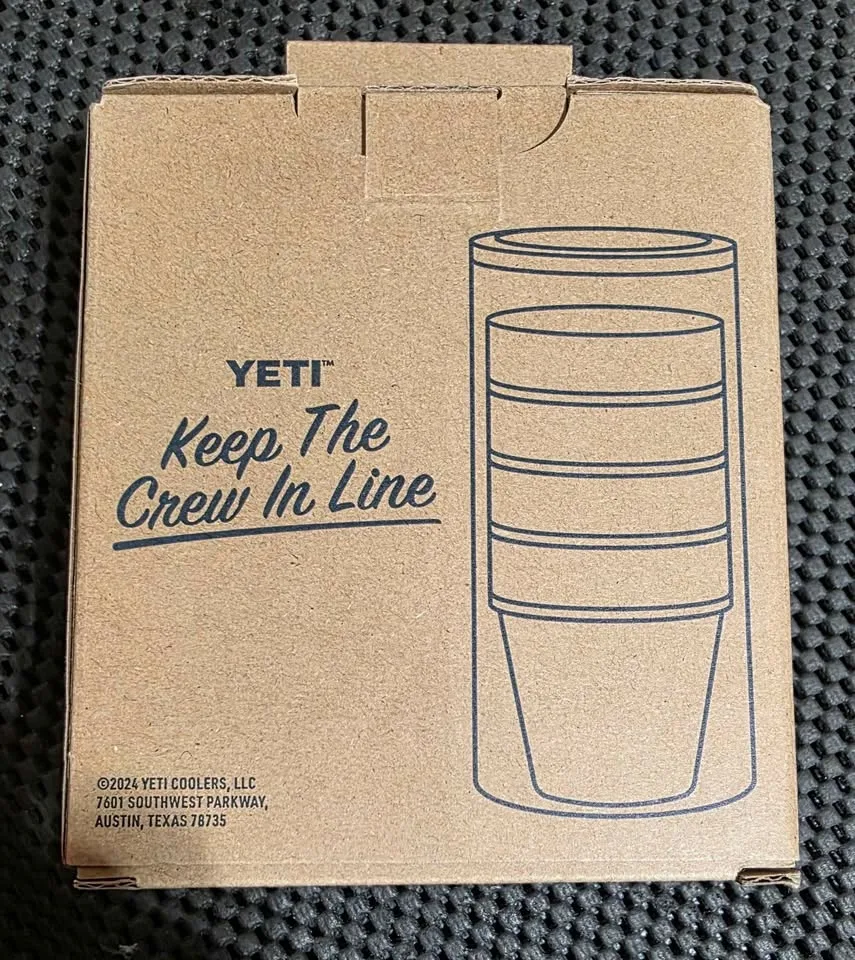 YETI™
Keep The
Crew In Line
©2024 YETI COOLERS, LLC
7601 SOUTHWEST PARKWAY,
AUSTIN, TEXAS 78735